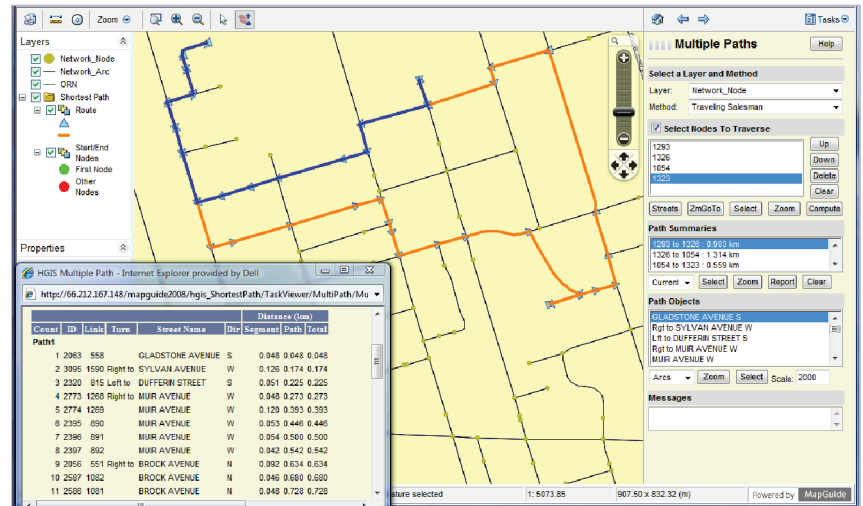 Zoom
Tasks
Layers
Network_Node
Network_Arc
ORN
Shortest Path
Route
Start/End
Nodes
First Node
Other
Nodes
Properties
Multiple Paths
Help
Select a Layer and Method
Layer: Network_Node
Method: Traveling Salesman
Select Nodes To Traverse
1293
1326
1054
1323
Up
Down
Delete
Clear
Streets ZmGoTo Select Zoom Compute
Path Summaries
1293 to 1326 : 0.903 km
1326 to 1054 : 1.314 km
1054 to 1323 : 0.559 km
Current Select Zoom Report Clear
Path Objects
GLADSTONE AVENUE S
Rgt to SYLVAN AVENUE W
Lft to DUFFERIN STREET S
Rgt to MUIR AVENUE W
MUIR AVENUE W
Arcs Zoom Select Scale: 2000
Messages
HGIS Multiple Path - Internet Explorer provided by Dell
http://66.212.167.148/mapguide2008/hgis_ShortestPath/TaskViewer/MultiPath/Mu
Distance (km)
Count ID Link Turn Street Name Dir Segment Path Total
Path1
1 2083 558 GLADSTONE AVENUE S 0.048 0.048 0.048
2 3095 1590 Right to SYLVAN AVENUE W 0.126 0.174 0.174
3 2320 815 Left to DUFFERIN STREET S 0.051 0.225 0.225
4 2773 1268 Right to MUIR AVENUE W 0.048 0.273 0.273
5 2774 1269 MUIR AVENUE W 0.120 0.393 0.393
6 2395 890 MUIR AVENUE W 0.053 0.446 0.446
7 2396 891 MUIR AVENUE W 0.054 0.500 0.500
8 2397 892 MUIR AVENUE W 0.042 0.542 0.542
9 2056 551 Right to BROCK AVENUE N 0.092 0.634 0.634
10 2587 1082 BROCK AVENUE N 0.046 0.680 0.680
11 2586 1081 BROCK AVENUE N 0.048 0.728 0.728
ature selected
1: 5073.85
907.50 x 832.32 (m)
Powered by MapGuide